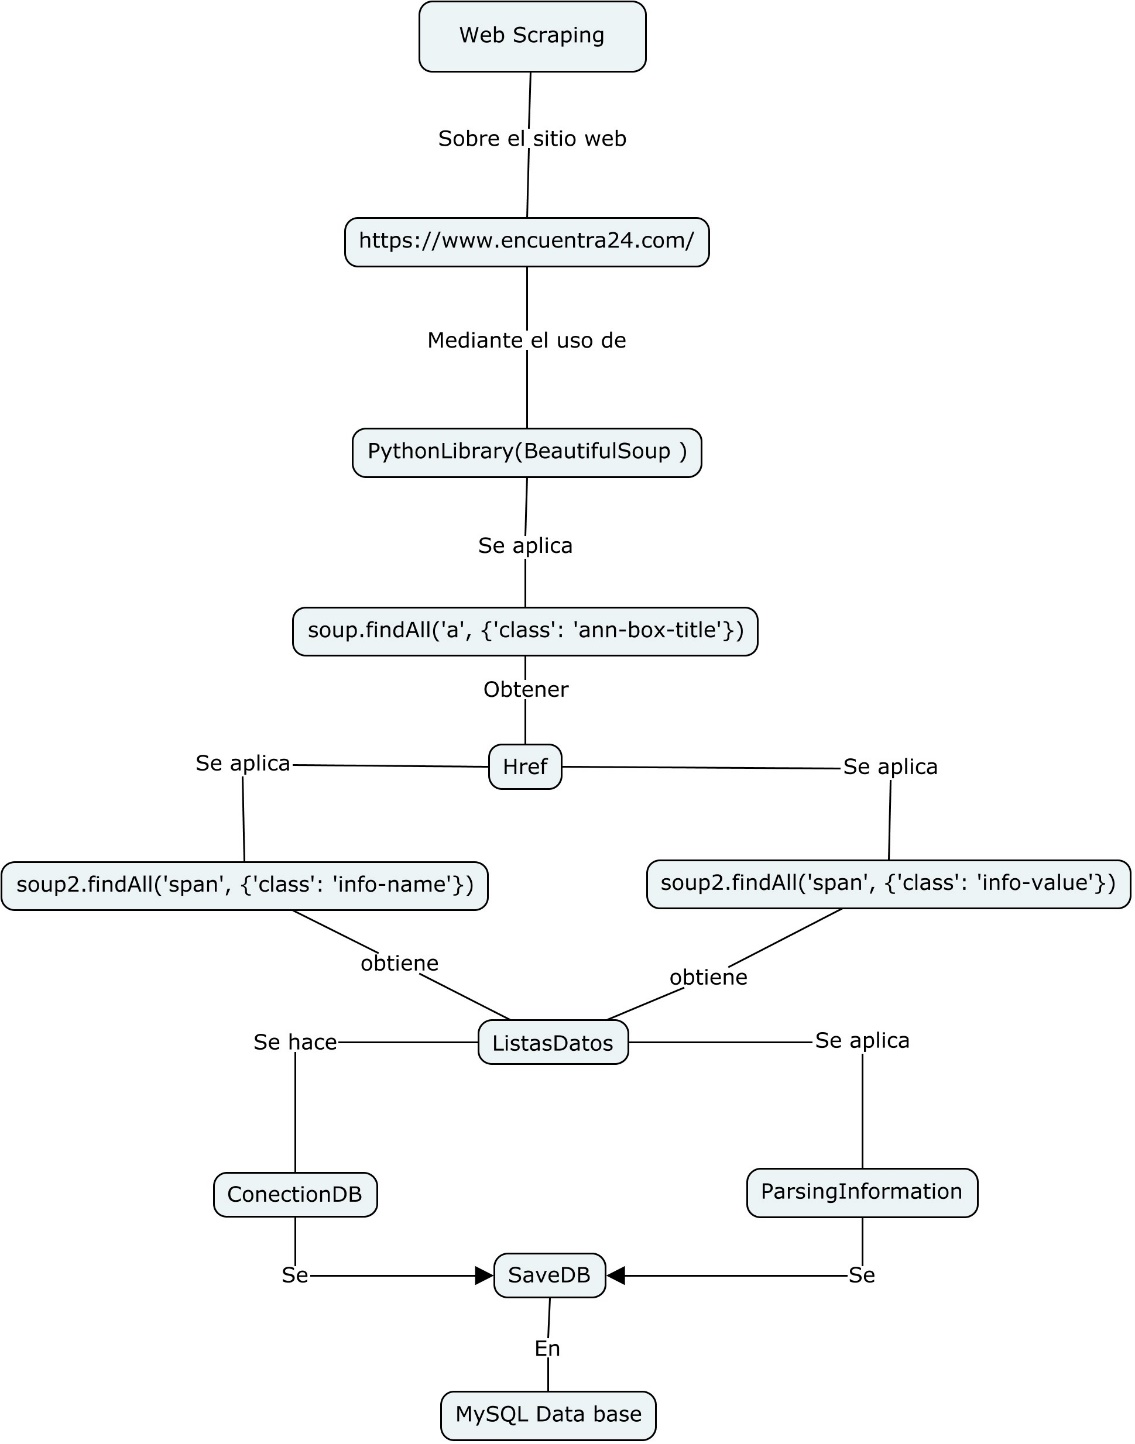 Web Scraping
Sobre el sitio web
https://www.encuentra24.com/
Mediante el uso de
PythonLibrary(BeautifulSoup )
Se aplica
soup.findAll('a', {'class': 'ann-box-title'})
Obtener
Href
Se aplica
Se aplica
soup2.findAll('span', {'class': 'info-name'})
soup2.findAll('span', {'class': 'info-value'})
obtiene
obtiene
ListasDatos
Se hace
Se aplica
ConectionDB
ParsingInformation
Se
SaveDB
Se
En
MySQL Data base